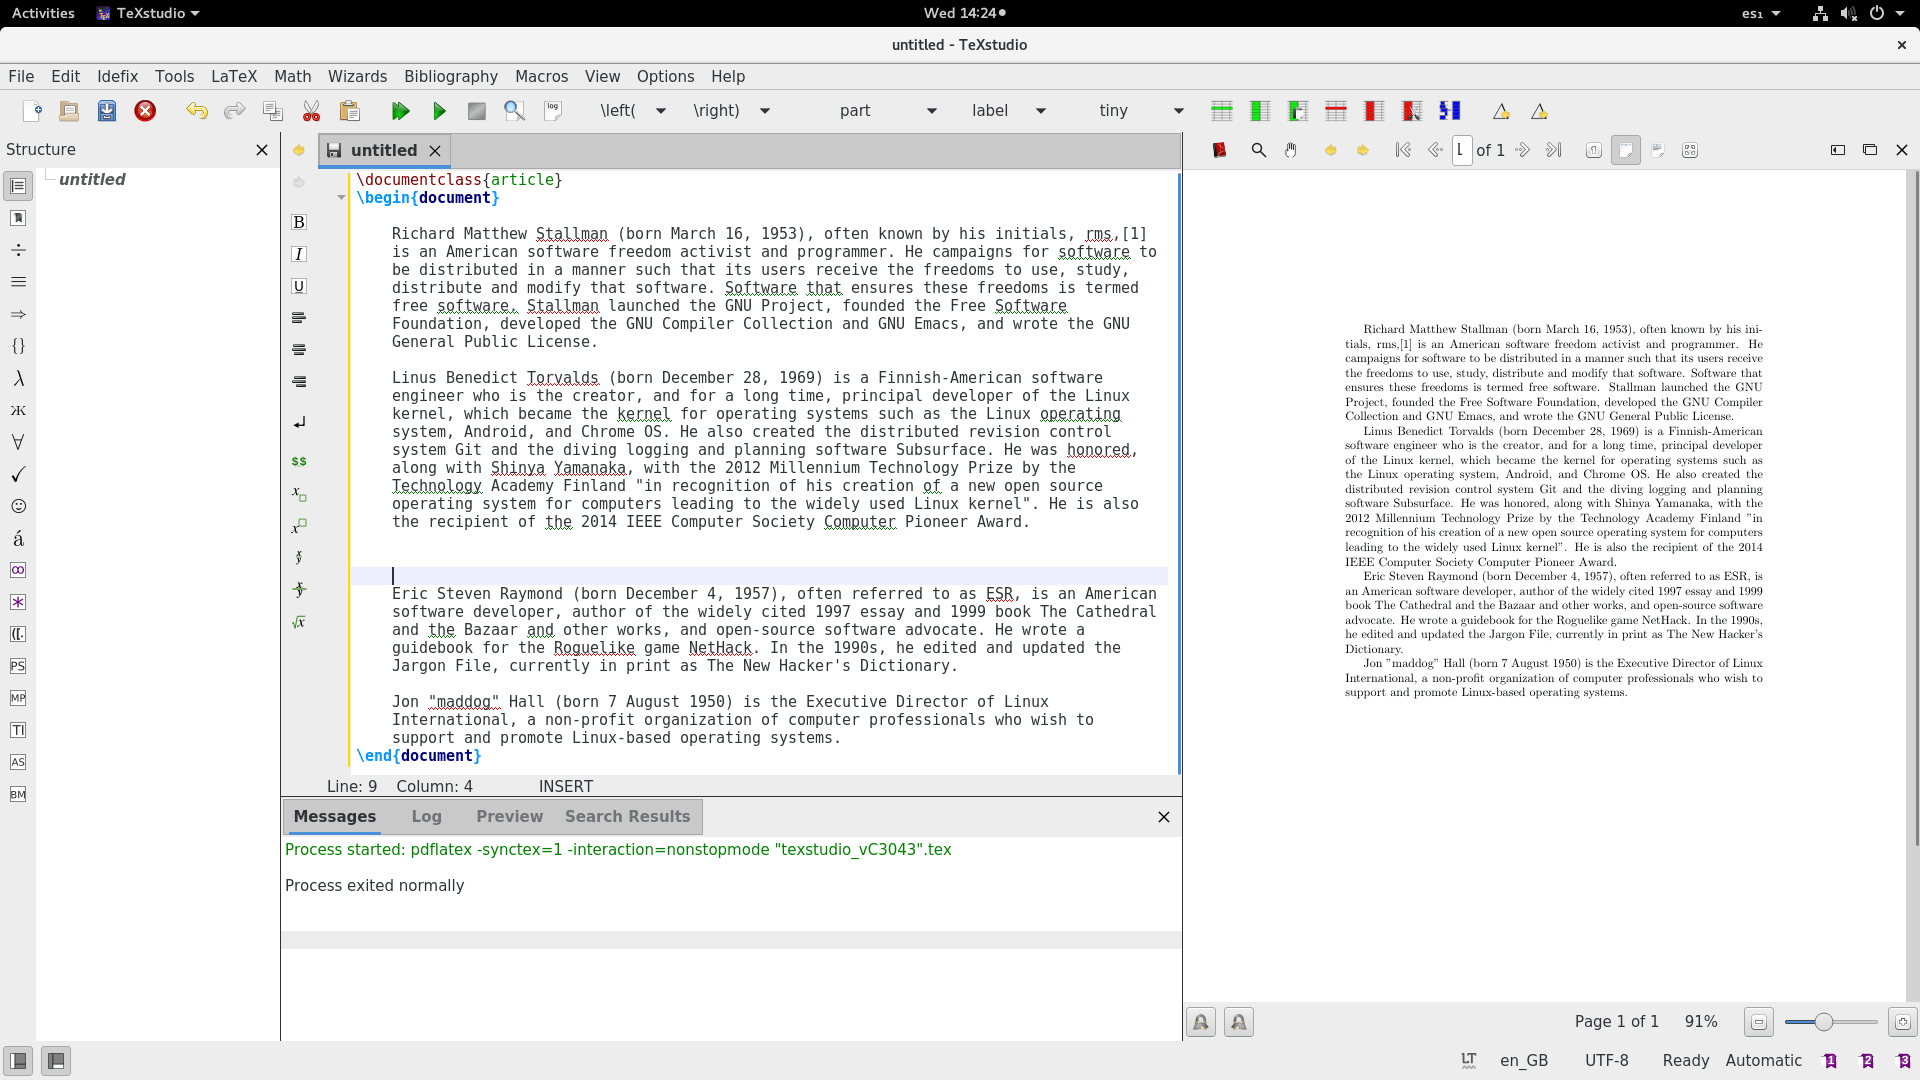 Activities TeXstudio Wed 14:24 es1
untitled - TeXstudio
File Edit Idefix Tools LaTeX Math Wizards Bibliography Macros View Options Help
log \left( \right) part label tiny
Structure
untitled
untitled
1 of 1
\documentclass{article}
\begin{document}
Richard Matthew Stallman (born March 16, 1953), often known by his initials, rms,[1]
is an American software freedom activist and programmer. He campaigns for software to
be distributed in a manner such that its users receive the freedoms to use, study,
distribute and modify that software. Software that ensures these freedoms is termed
free software. Stallman launched the GNU Project, founded the Free Software
Foundation, developed the GNU Compiler Collection and GNU Emacs, and wrote the GNU
General Public License.
Linus Benedict Torvalds (born December 28, 1969) is a Finnish-American software
engineer who is the creator, and for a long time, principal developer of the Linux
kernel, which became the kernel for operating systems such as the Linux operating
system, Android, and Chrome OS. He also created the distributed revision control
system Git and the diving logging and planning software Subsurface. He was honored,
along with Shinya Yamanaka, with the 2012 Millennium Technology Prize by the
Technology Academy Finland "in recognition of his creation of a new open source
operating system for computers leading to the widely used Linux kernel". He is also
the recipient of the 2014 IEEE Computer Society Computer Pioneer Award.
Eric Steven Raymond (born December 4, 1957), often referred to as ESR, is an American
software developer, author of the widely cited 1997 essay and 1999 book The Cathedral
and the Bazaar and other works, and open-source software advocate. He wrote a
guidebook for the Roguelike game NetHack. In the 1990s, he edited and updated the
Jargon File, currently in print as The New Hacker's Dictionary.
Jon "maddog" Hall (born 7 August 1950) is the Executive Director of Linux
International, a non-profit organization of computer professionals who wish to
support and promote Linux-based operating systems.
\end{document}
Line: 9 Column: 4 INSERT
Messages Log Preview Search Results
Process started: pdflatex -synctex=1 -interaction=nonstopmode "texstudio_vC3043".tex
Process exited normally
B
I
U
$$
PS
MP
TI
AS
BM
Richard Matthew Stallman (born March 16, 1953), often known by his ini-
tials, rms,[1] is an American software freedom activist and programmer. He
campaigns for software to be distributed in a manner such that its users receive
the freedoms to use, study, distribute and modify that software. Software that
ensures these freedoms is termed free software. Stallman launched the GNU
Project, founded the Free Software Foundation, developed the GNU Compiler
Collection and GNU Emacs, and wrote the GNU General Public License.
Linus Benedict Torvalds (born December 28, 1969) is a Finnish-American
software engineer who is the creator, and for a long time, principal developer
of the Linux kernel, which became the kernel for operating systems such as
the Linux operating system, Android, and Chrome OS. He also created the
distributed revision control system Git and the diving logging and planning
software Subsurface. He was honored, along with Shinya Yamanaka, with the
2012 Millennium Technology Prize by the Technology Academy Finland "in
recognition of his creation of a new open source operating system for computers
leading to the widely used Linux kernel". He is also the recipient of the 2014
IEEE Computer Society Computer Pioneer Award.
Eric Steven Raymond (born December 4, 1957), often referred to as ESR, is
an American software developer, author of the widely cited 1997 essay and 1999
book The Cathedral and the Bazaar and other works, and open-source software
advocate. He wrote a guidebook for the Roguelike game NetHack. In the 1990s,
he edited and updated the Jargon File, currently in print as The New Hacker's
Dictionary.
Jon "maddog" Hall (born 7 August 1950) is the Executive Director of Linux
International, a non-profit organization of computer professionals who wish to
support and promote Linux-based operating systems.
Page 1 of 1 91%
LT en_GB UTF-8 Ready Automatic 1 2 3